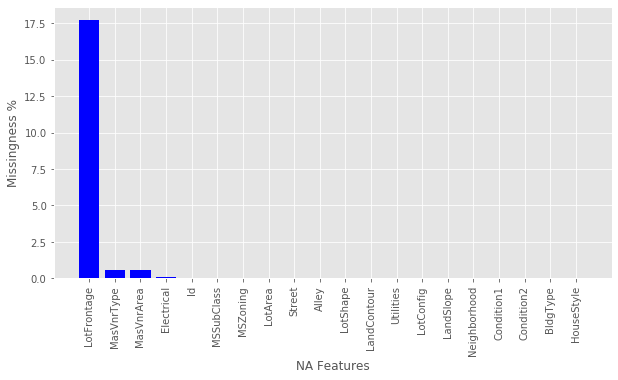 17.5
15.0
12.5
10.0
7.5
5.0
2.5
0.0
Missingness %
LotFrontage
MasVnrType
MasVnrArea
Electrical
Id
MSSubClass
MSZoning
LotArea
Street
Alley
LotShape
LandContour
Utilities
LotConfig
LandSlope
Neighborhood
Condition1
Condition2
BldgType
HouseStyle
NA Features